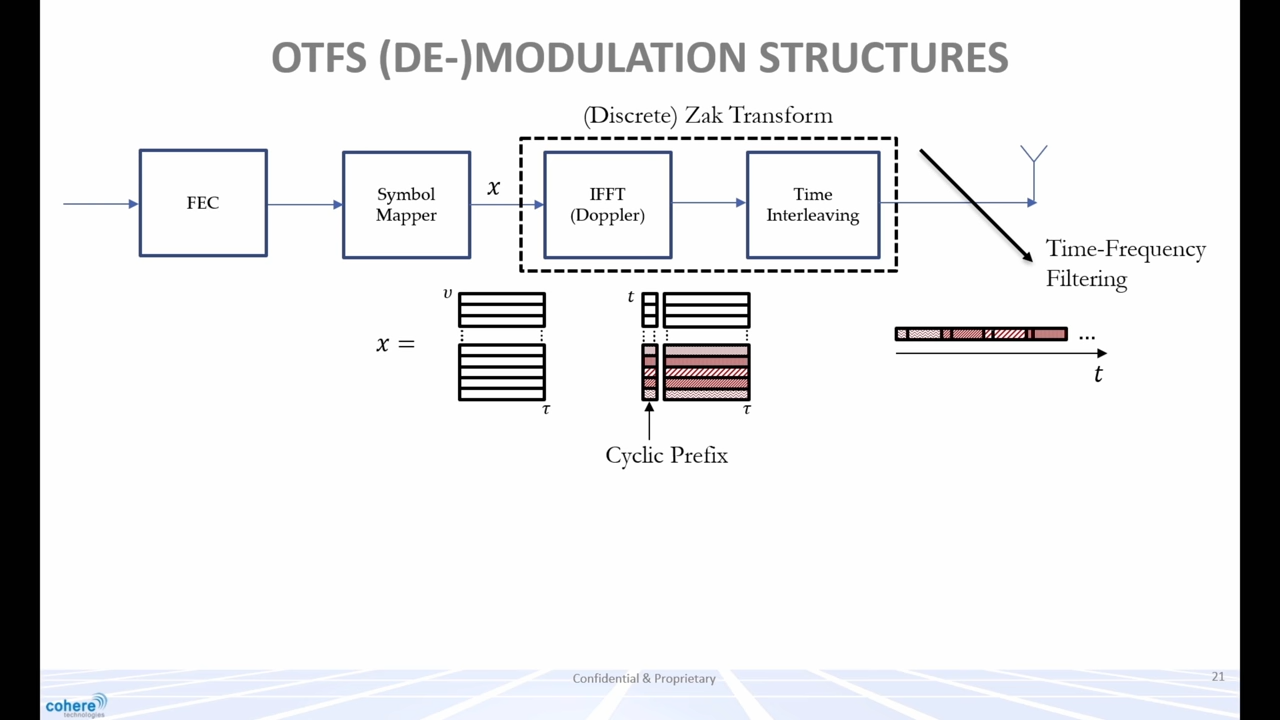 OTFS (DE-)MODULATION STRUCTURES
(Discrete) Zak Transform
FEC
Symbol
Mapper
x
IFFT
(Doppler)
Time
Interleaving
Time-Frequency
Filtering
υ
x =
τ
t
τ
Cyclic Prefix
...
t
Confidential & Proprietary
21
cohere
technologies